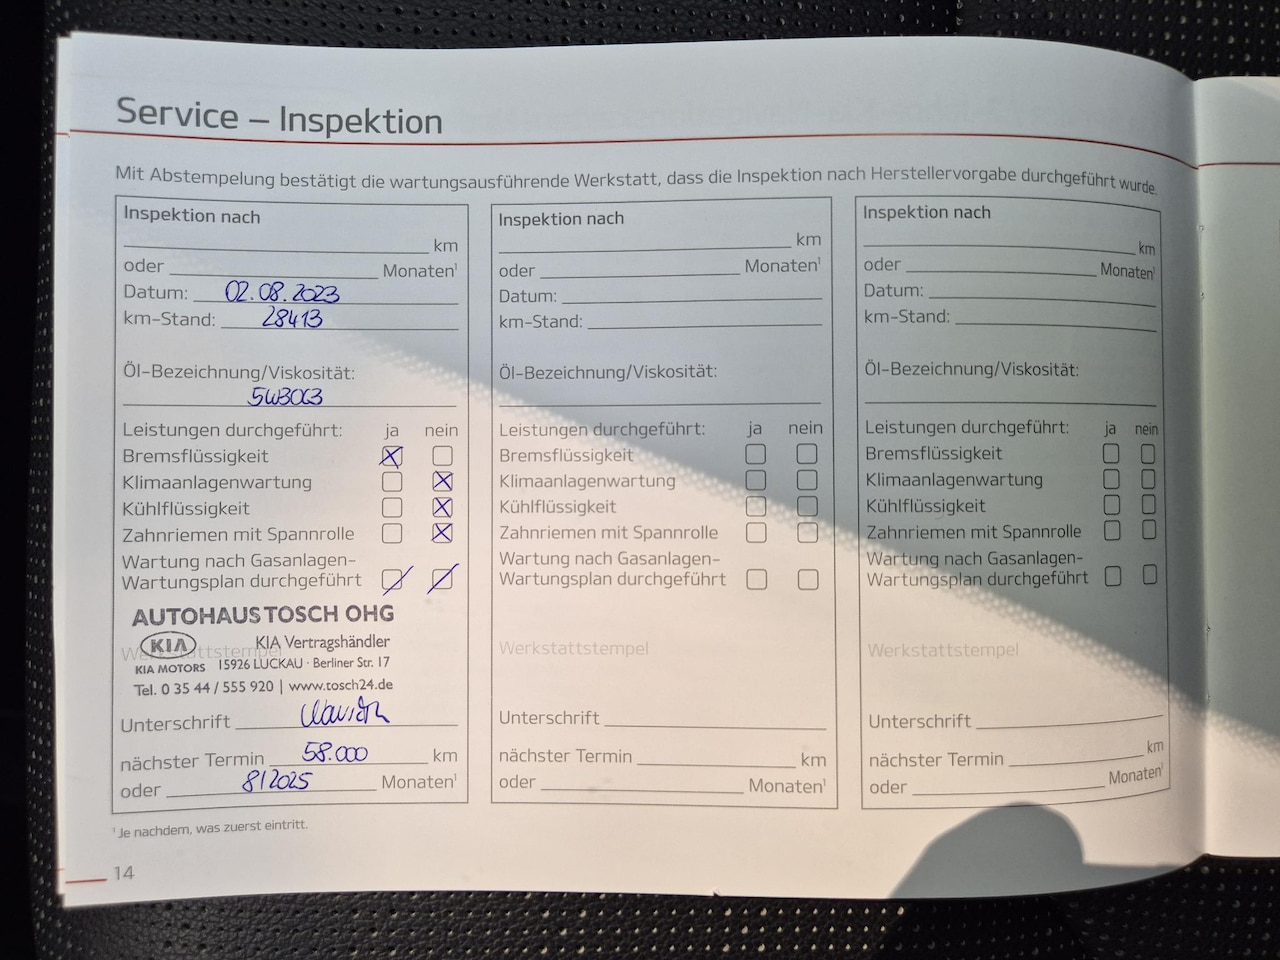 Service – Inspektion
Mit Abstempelung bestätigt die wartungsausführende Werkstatt, dass die Inspektion nach Herstellervorgabe durchgeführt wurde.
Inspektion nach
km
oder Monaten¹
Datum: 02.08.2023
km-Stand: 28413
Öl-Bezeichnung/Viskosität:
5W30C3
Leistungen durchgeführt: ja nein
Bremsflüssigkeit
Klimaanlagenwartung
Kühlflüssigkeit
Zahnriemen mit Spannrolle
Wartung nach Gasanlagen-
Wartungsplan durchgeführt
AUTOHAUS TOSCH OHG
KIA KIA Vertragshändler
Werkstattstempel
KIA MOTORS 15926 LUCKAU · Berliner Str. 17
Tel. 0 35 44 / 555 920 | www.tosch24.de
Unterschrift
nächster Termin 58.000 km
oder 8/2025 Monaten¹
Inspektion nach
km
oder Monaten¹
Datum:
km-Stand:
Öl-Bezeichnung/Viskosität:
Leistungen durchgeführt: ja nein
Bremsflüssigkeit
Klimaanlagenwartung
Kühlflüssigkeit
Zahnriemen mit Spannrolle
Wartung nach Gasanlagen-
Wartungsplan durchgeführt
Werkstattstempel
Unterschrift
nächster Termin km
oder Monaten¹
Inspektion nach
km
oder Monaten¹
Datum:
km-Stand:
Öl-Bezeichnung/Viskosität:
Leistungen durchgeführt: ja nein
Bremsflüssigkeit
Klimaanlagenwartung
Kühlflüssigkeit
Zahnriemen mit Spannrolle
Wartung nach Gasanlagen-
Wartungsplan durchgeführt
Werkstattstempel
Unterschrift
nächster Termin km
oder Monaten¹
¹ Je nachdem, was zuerst eintritt.
14